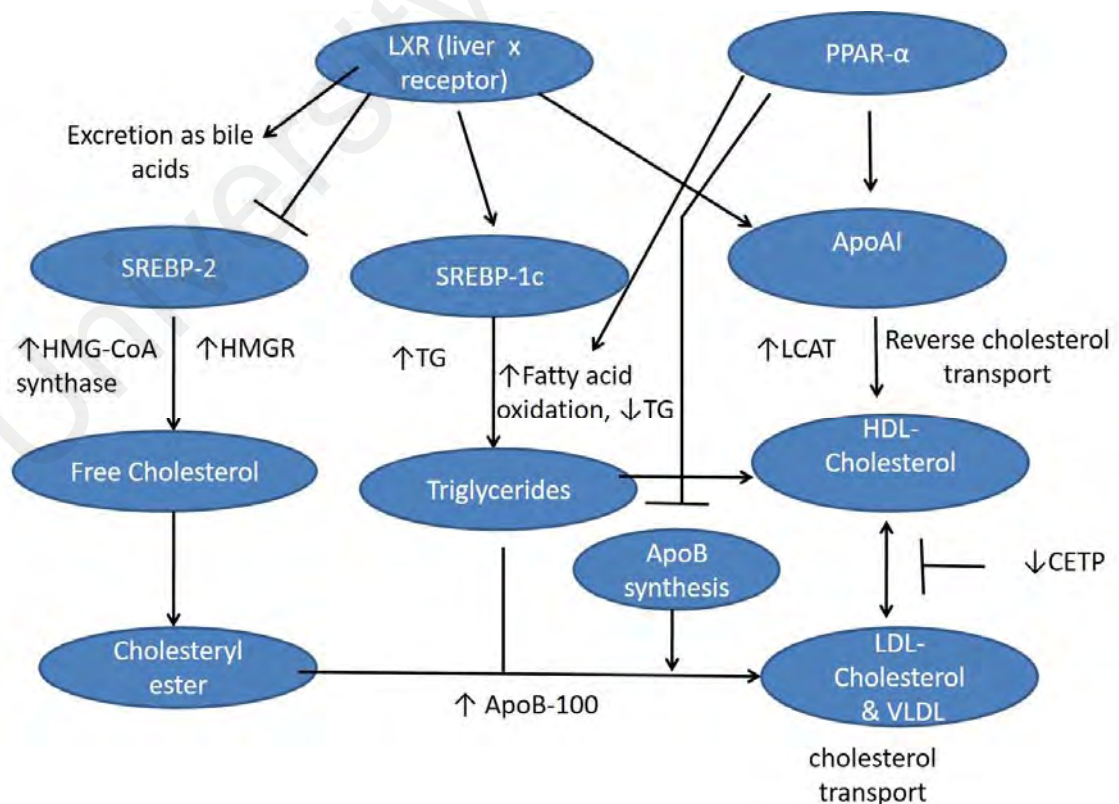 University
LXR (liver x
receptor)
PPAR-α
Excretion as bile
acids
SREBP-2
SREBP-1c
ApoAI
↑HMG-CoA
synthase
↑HMGR
↑TG
↑Fatty acid
oxidation, ↓TG
↑LCAT
Reverse cholesterol
transport
Free Cholesterol
Triglycerides
HDL-
Cholesterol
ApoB
synthesis
↓CETP
Cholesteryl
ester
↑ ApoB-100
LDL-
Cholesterol
& VLDL
cholesterol
transport